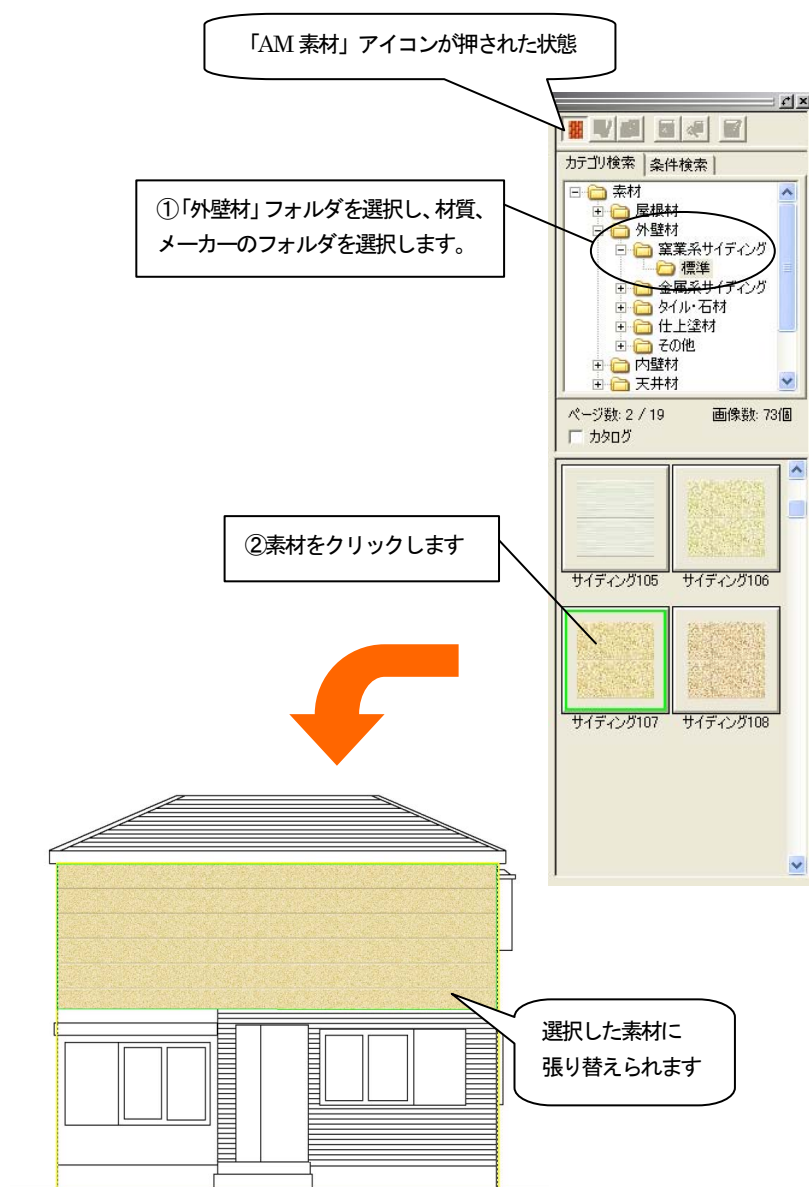 「AM 素材」アイコンが押された状態
カテゴリ検索 条件検索
①「外壁材」フォルダを選択し、材質、
メーカーのフォルダを選択します。
素材
屋根材
外壁材
窯業系サイディング
標準
金属系サイディング
タイル・石材
仕上塗材
その他
内壁材
天井材
ページ数: 2 / 19 画像数: 73個
カタログ
②素材をクリックします
サイディング105 サイディング106
サイディング107 サイディング108
選択した素材に
張り替えられます